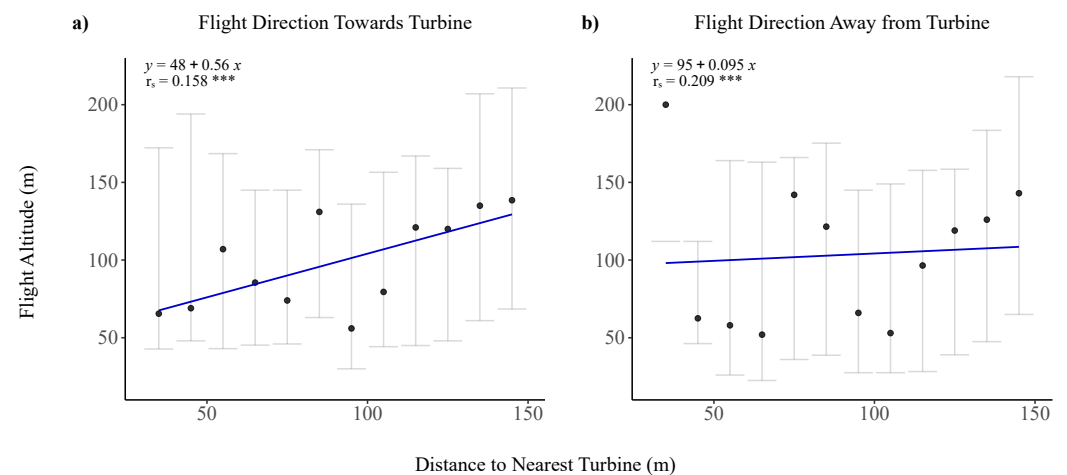 a) Flight Direction Towards Turbine
y = 48 + 0.56 x
rs = 0.158 ***
200
150
100
50
50 100 150
b) Flight Direction Away from Turbine
y = 95 + 0.095 x
rs = 0.209 ***
200
150
100
50
50 100 150
Flight Altitude (m)
Distance to Nearest Turbine (m)